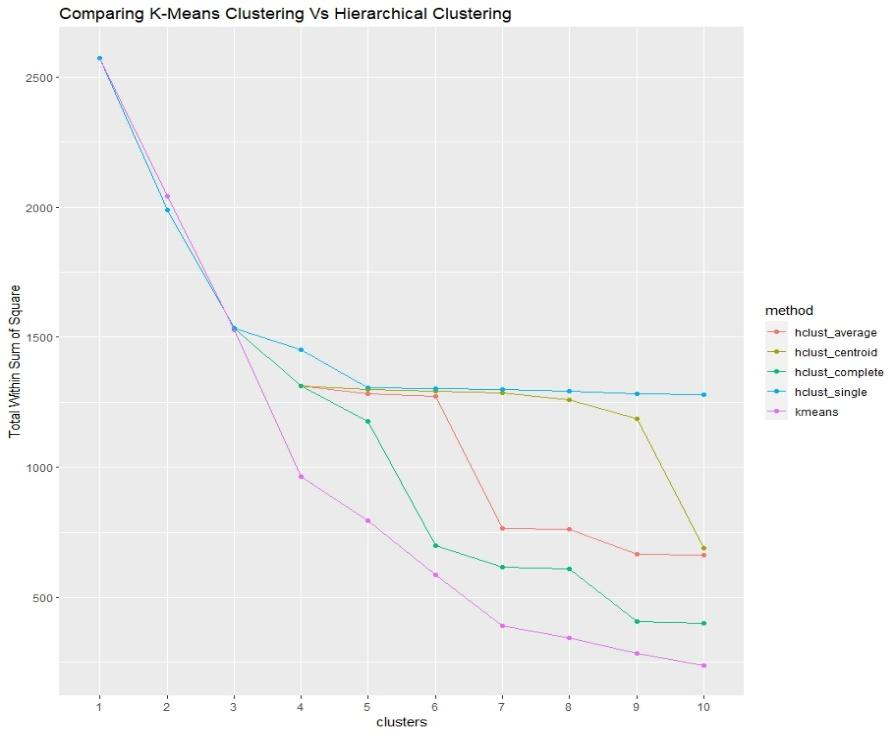 Comparing K-Means Clustering Vs Hierarchical Clustering
Total Within Sum of Square
2500
2000
1500
1000
500
1 2 3 4 5 6 7 8 9 10
clusters
method
hclust_average
hclust_centroid
hclust_complete
hclust_single
kmeans